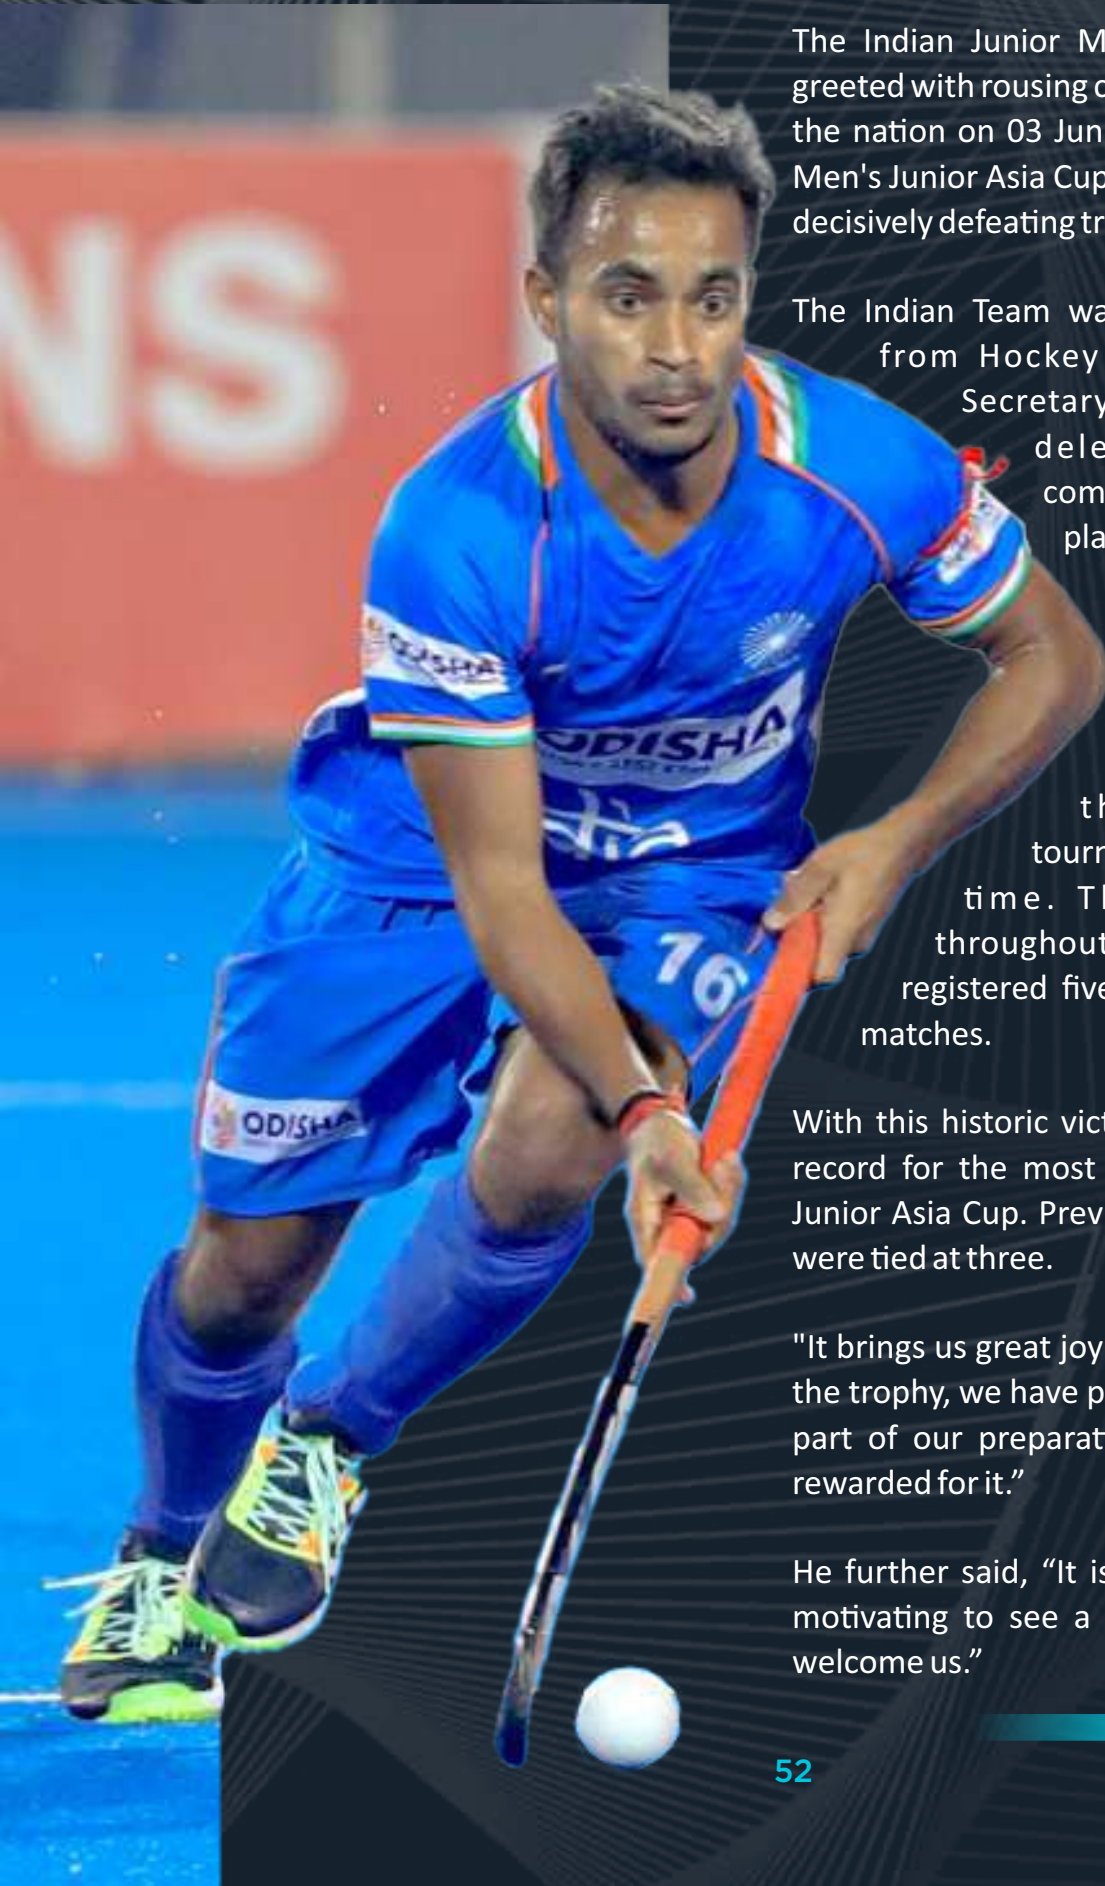 NS
ODISHA
ODISHA
16
ODISHA
The Indian Junior M
greeted with rousing c
the nation on 03 Jun
Men's Junior Asia Cup
decisively defeating tr
The Indian Team wa
from Hockey
Secretary
dele
com
pla
th
tourn
time. Th
throughout
registered five
matches.
With this historic vict
record for the most
Junior Asia Cup. Prev
were tied at three.
"It brings us great joy
the trophy, we have p
part of our preparat
rewarded for it.”
He further said, “It is
motivating to see a
welcome us.”
52